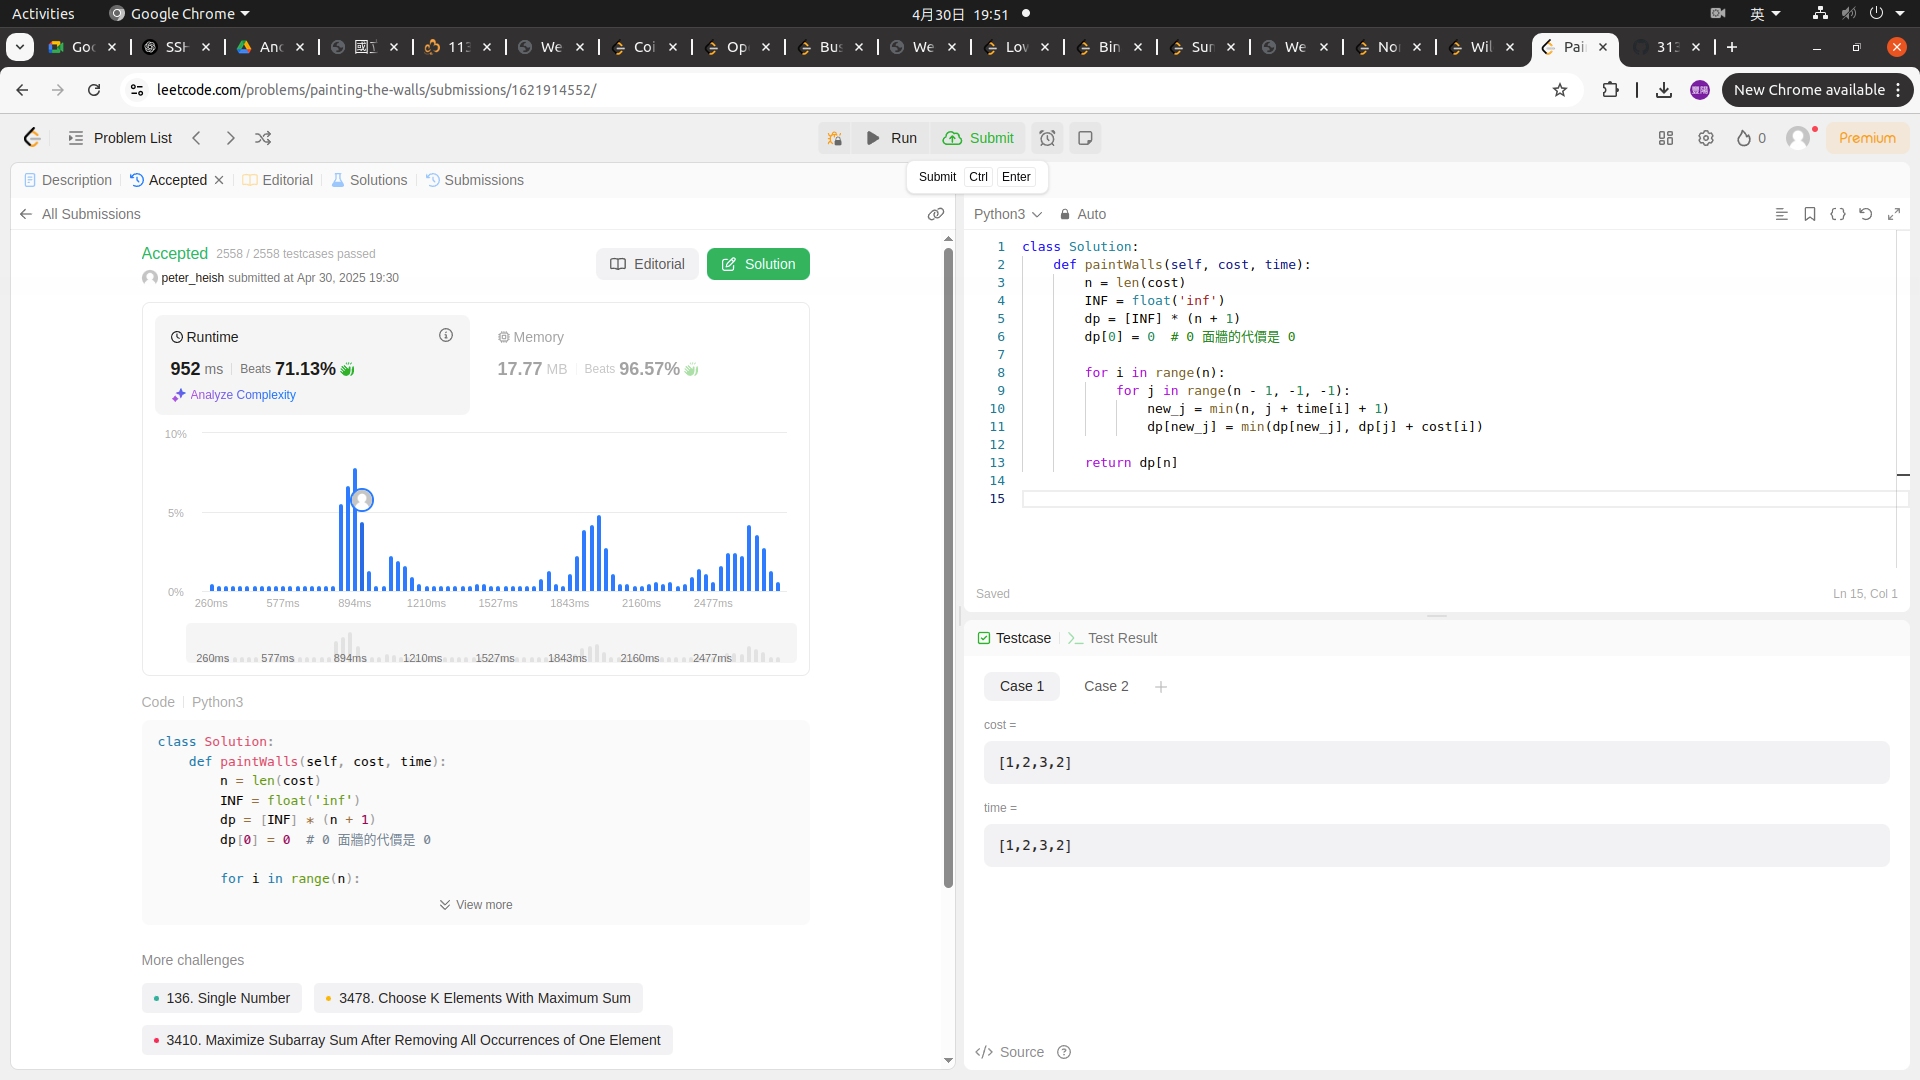 Activities
Google Chrome
4月30日 19:51
英
Goo
SSH
And
國立
113
We
Coi
Ope
Bus
We
Lov
Bin
Sun
We
Nor
Wil
Pai
313
leetcode.com/problems/painting-the-walls/submissions/1621914552/
New Chrome available
Problem List
Run
Submit
0
Premium
Description
Accepted
Editorial
Solutions
Submissions
Submit Ctrl Enter
All Submissions
Accepted 2558 / 2558 testcases passed
peter_heish submitted at Apr 30, 2025 19:30
Editorial
Solution
Runtime
952 ms Beats 71.13%
Analyze Complexity
Memory
17.77 MB Beats 96.57%
10%
5%
0%
260ms 577ms 894ms 1210ms 1527ms 1843ms 2160ms 2477ms
260ms 577ms 894ms 1210ms 1527ms 1843ms 2160ms 2477ms
Code Python3
class Solution:
def paintWalls(self, cost, time):
n = len(cost)
INF = float('inf')
dp = [INF] * (n + 1)
dp[0] = 0 # 0 面牆的代價是 0
for i in range(n):
View more
More challenges
136. Single Number
3478. Choose K Elements With Maximum Sum
3410. Maximize Subarray Sum After Removing All Occurrences of One Element
Python3
Auto
1 class Solution:
2 def paintWalls(self, cost, time):
3 n = len(cost)
4 INF = float('inf')
5 dp = [INF] * (n + 1)
6 dp[0] = 0 # 0 面牆的代價是 0
7
8 for i in range(n):
9 for j in range(n - 1, -1, -1):
10 new_j = min(n, j + time[i] + 1)
11 dp[new_j] = min(dp[new_j], dp[j] + cost[i])
12
13 return dp[n]
14
15
Saved
Ln 15, Col 1
Testcase
Test Result
Case 1
Case 2
cost =
[1,2,3,2]
time =
[1,2,3,2]
Source